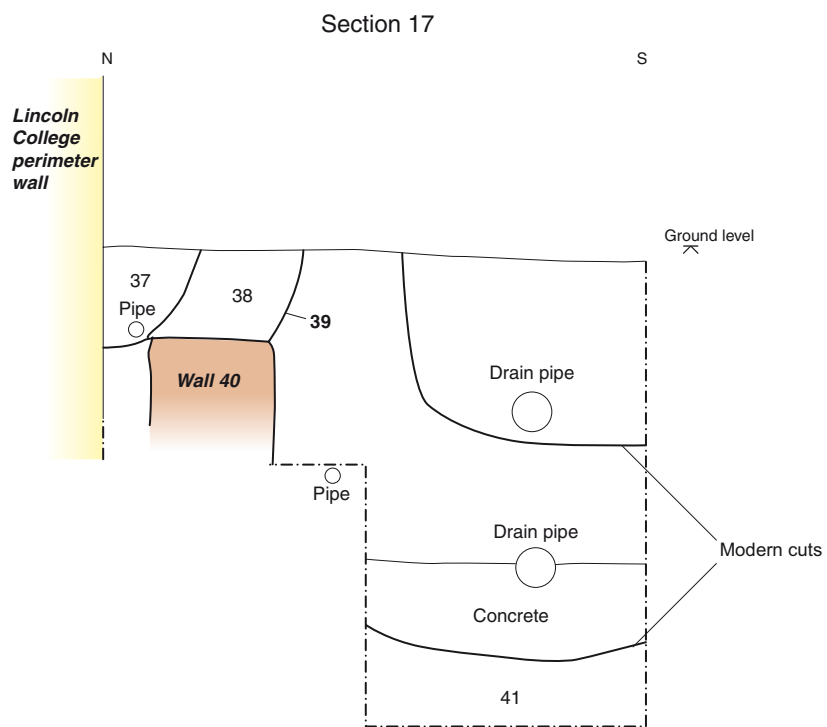 Section 17
N
S
Lincoln
College
perimeter
wall
Ground level
37
Pipe
38
39
Wall 40
Drain pipe
Pipe
Drain pipe
Modern cuts
Concrete
41